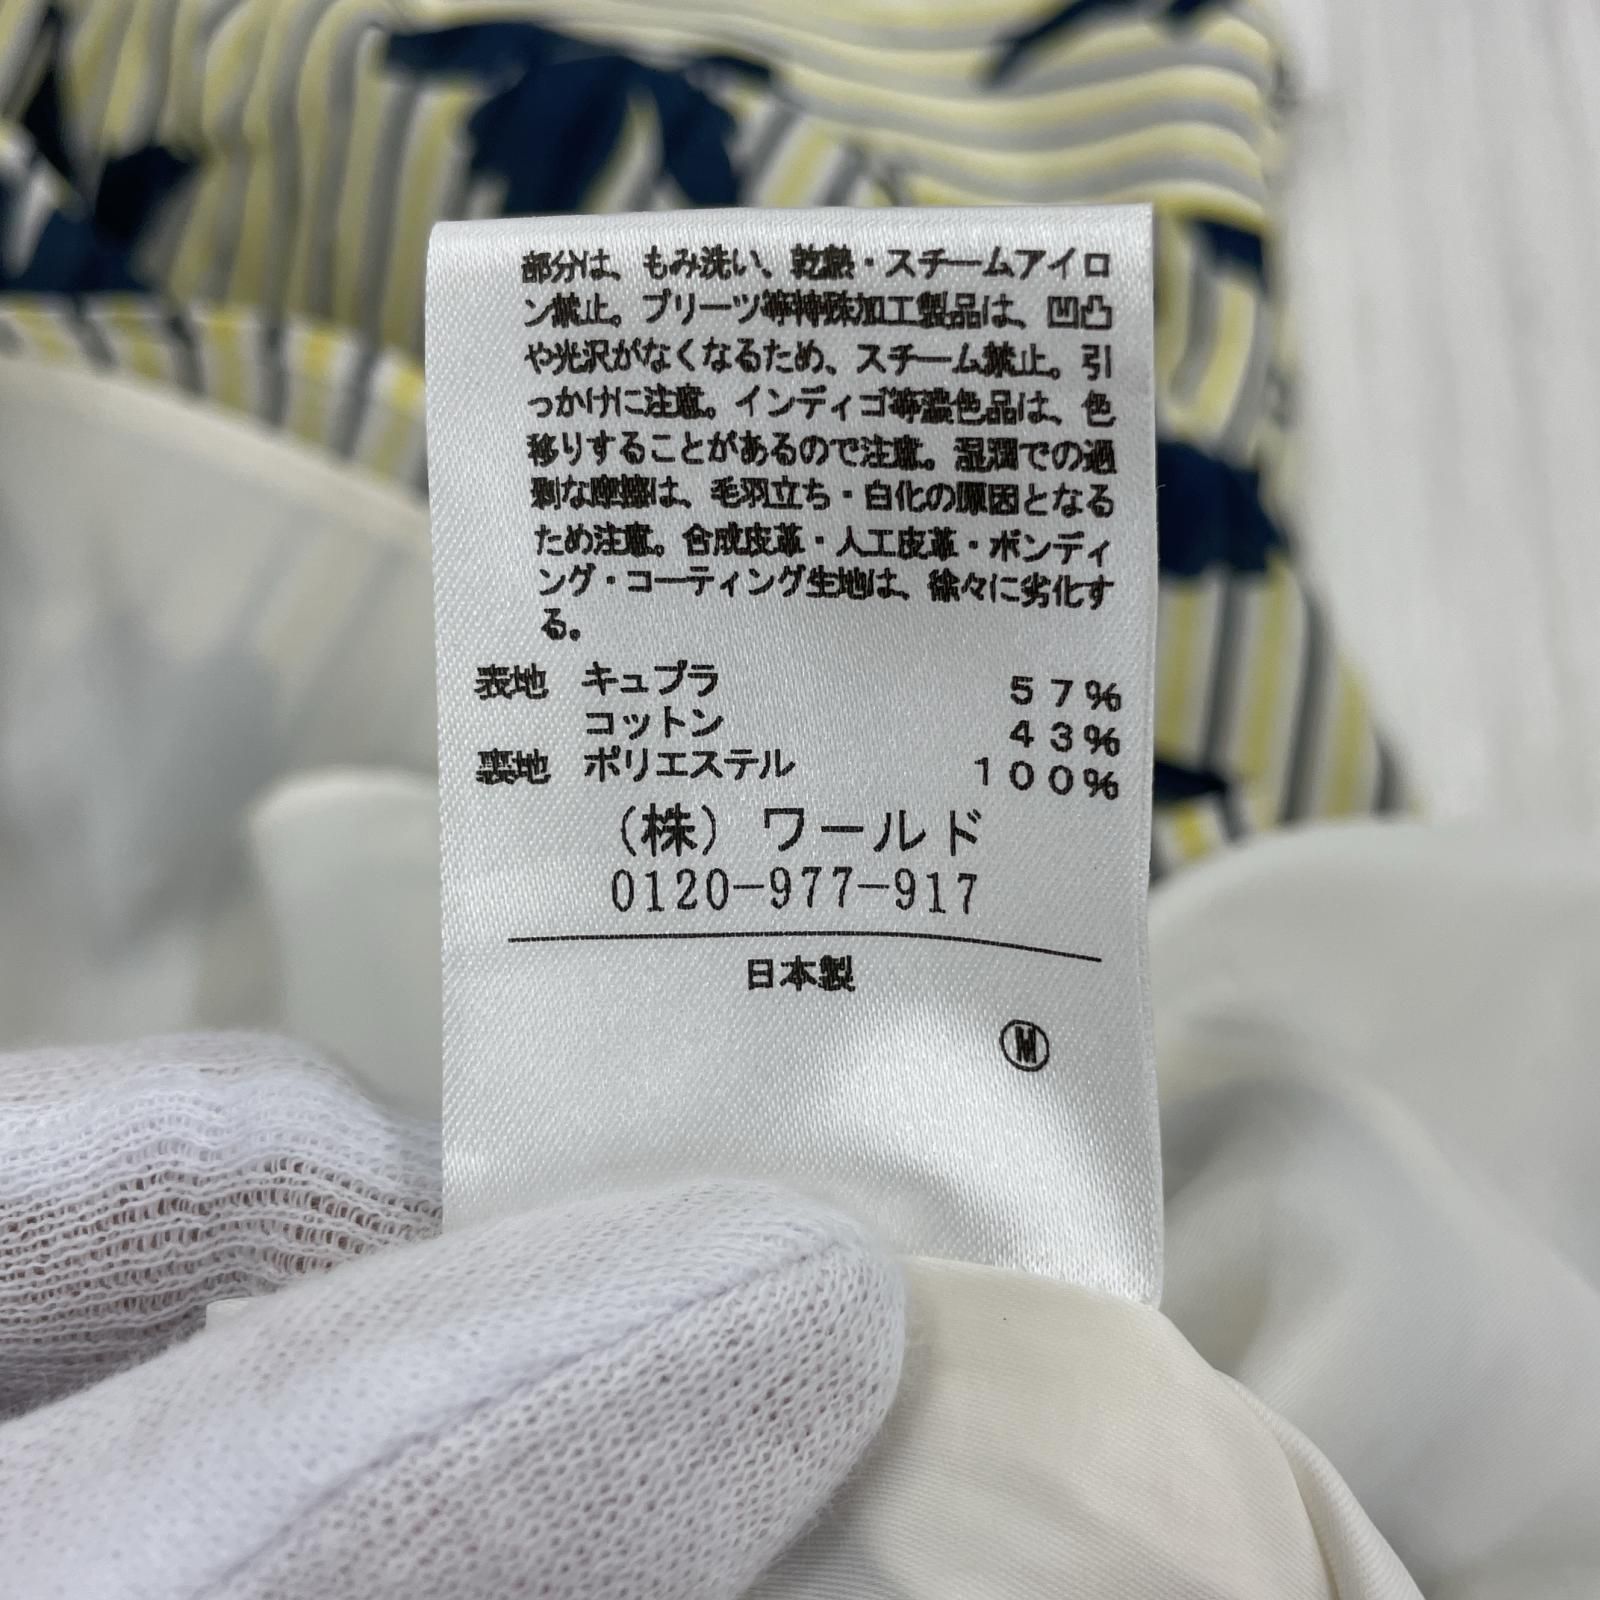 部分は、もみ洗い、乾熱・スチームアイロ
ン禁止。プリーツ等特殊加工製品は、凹凸
や光沢がなくなるため、スチーム禁止。引
っかけに注意。インディゴ等濃色品は、色
移りすることがあるので注意。湿潤での過
剰な摩擦は、毛羽立ち・白化の原因となる
ため注意。合成皮革・人工皮革・ボンディ
ング・コーティング生地は、徐々に劣化す
る。
表地 キュプラ 57%
コットン 43%
裏地 ポリエステル 100%
(株) ワールド
0120-977-917
日本製
Ⓜ